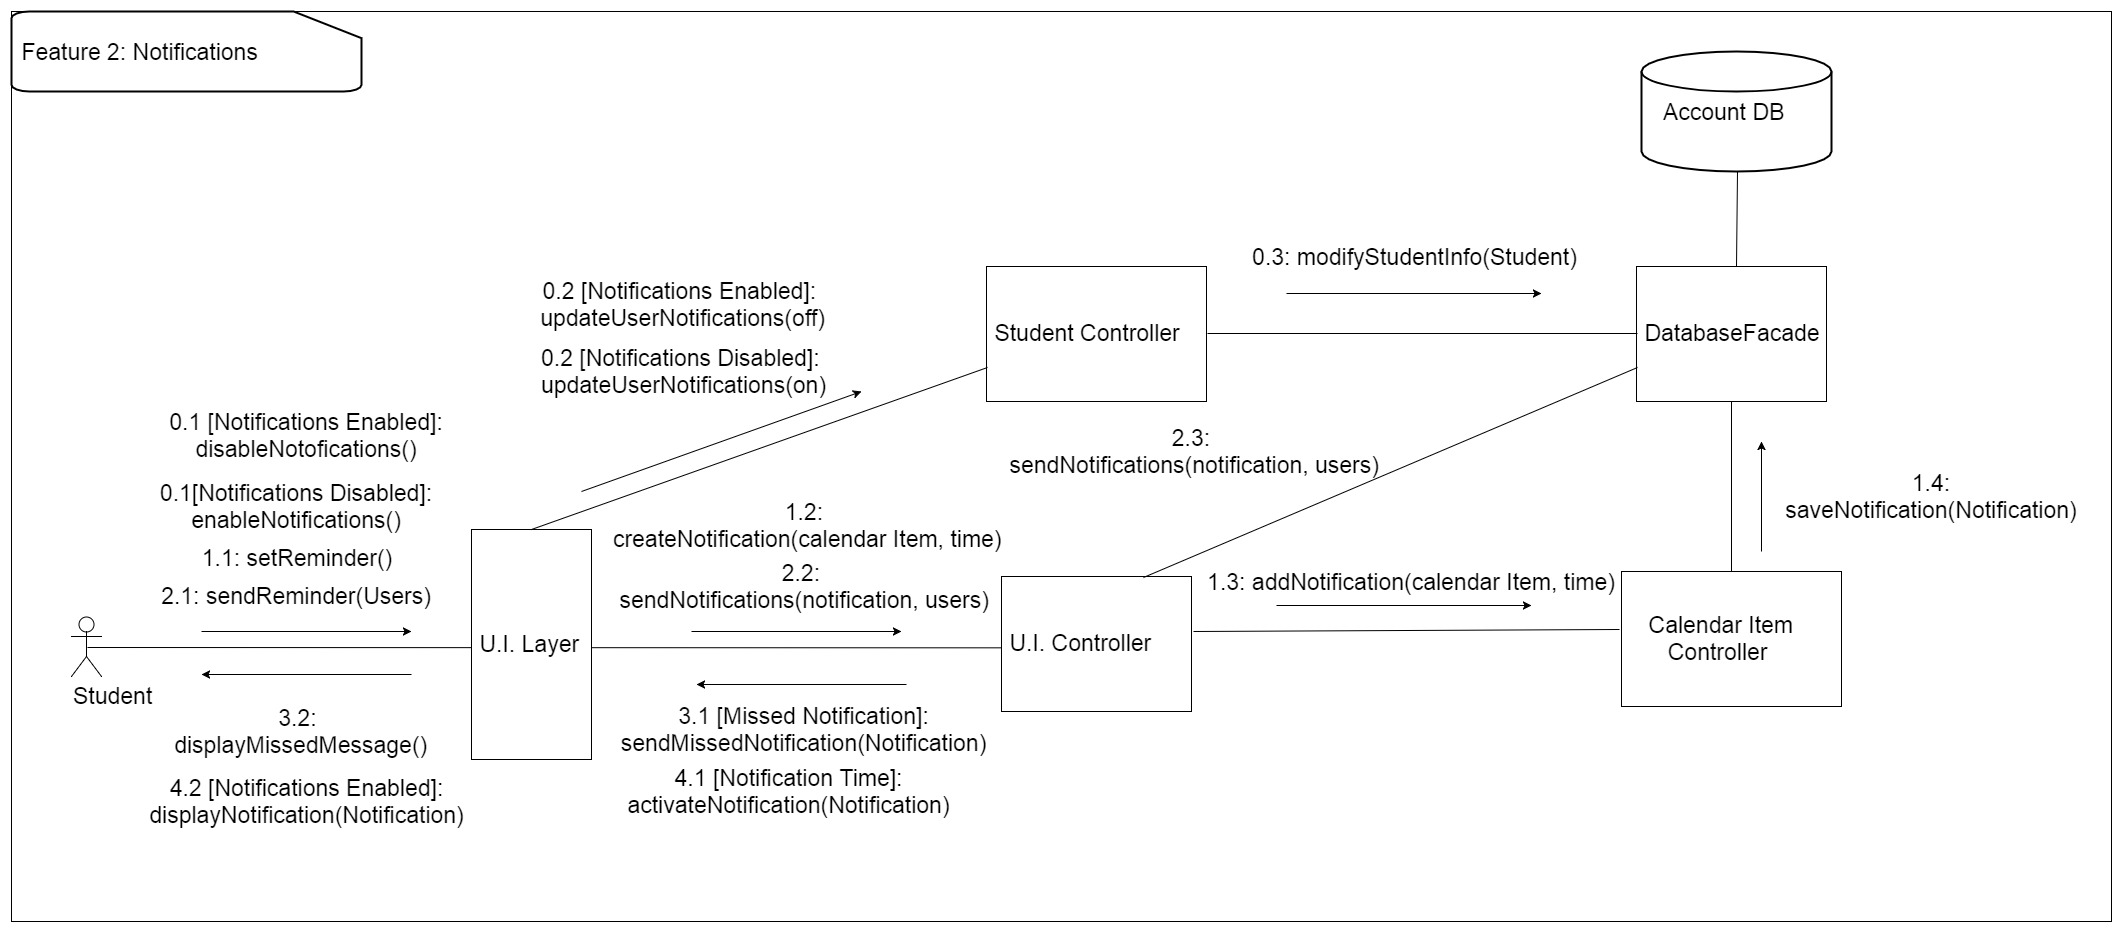 Feature 2: Notifications
Account DB
0.3: modifyStudentInfo(Student)
0.2 [Notifications Enabled]:
updateUserNotifications(off)
0.2 [Notifications Disabled]:
updateUserNotifications(on)
Student Controller
DatabaseFacade
0.1 [Notifications Enabled]:
disableNotofications()
0.1[Notifications Disabled]:
enableNotifications()
1.1: setReminder()
2.1: sendReminder(Users)
2.3:
sendNotifications(notification, users)
1.4:
saveNotification(Notification)
1.2:
createNotification(calendar Item, time)
2.2:
sendNotifications(notification, users)
1.3: addNotification(calendar Item, time)
Student
U.I. Layer
U.I. Controller
Calendar Item
Controller
3.2:
displayMissedMessage()
4.2 [Notifications Enabled]:
displayNotification(Notification)
3.1 [Missed Notification]:
sendMissedNotification(Notification)
4.1 [Notification Time]:
activateNotification(Notification)